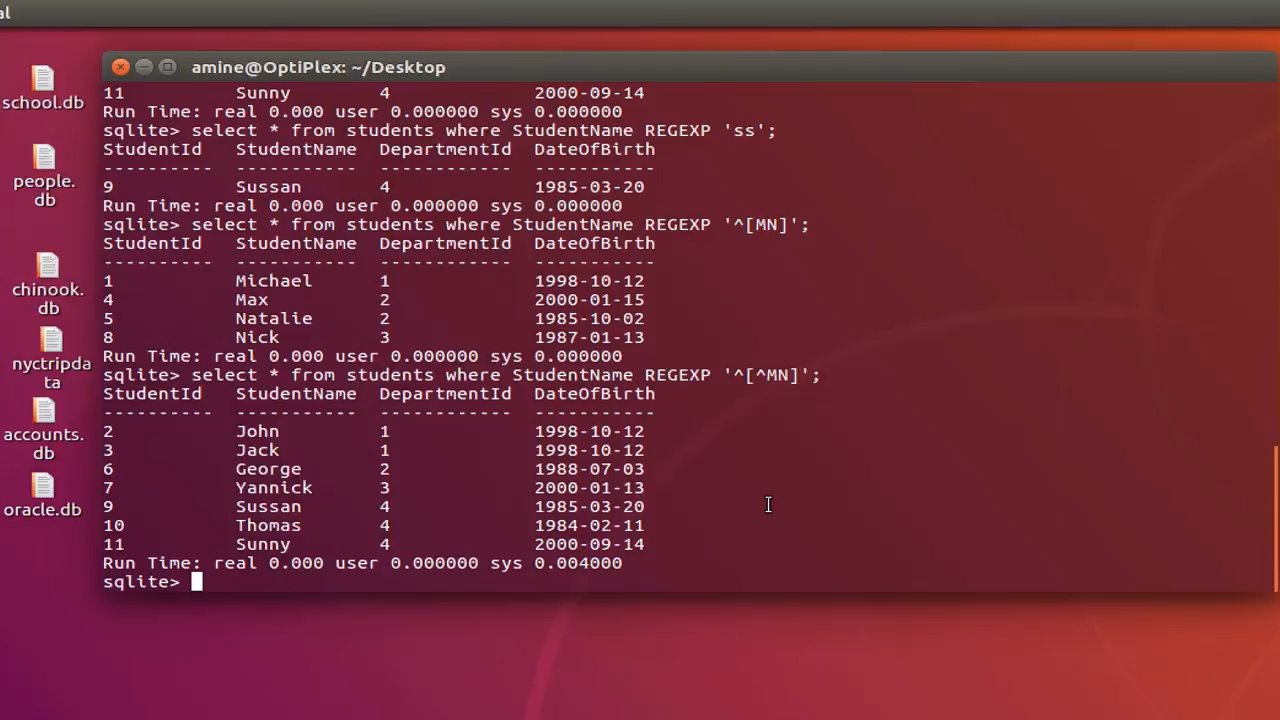 al
amine@OptiPlex: ~/Desktop
school.db
people.
db
chinook.
db
nyctripda
ta
accounts.
db
oracle.db
11          Sunny        4             2000-09-14
Run Time: real 0.000 user 0.000000 sys 0.000000
sqlite> select * from students where StudentName REGEXP 'ss';
StudentId   StudentName  DepartmentId  DateOfBirth
----------  -----------  ------------  -----------
9           Sussan       4             1985-03-20
Run Time: real 0.000 user 0.000000 sys 0.000000
sqlite> select * from students where StudentName REGEXP '^[MN]';
StudentId   StudentName  DepartmentId  DateOfBirth
----------  -----------  ------------  -----------
1           Michael      1             1998-10-12
4           Max          2             2000-01-15
5           Natalie      2             1985-10-02
8           Nick         3             1987-01-13
Run Time: real 0.000 user 0.000000 sys 0.000000
sqlite> select * from students where StudentName REGEXP '^[^MN]';
StudentId   StudentName  DepartmentId  DateOfBirth
----------  -----------  ------------  -----------
2           John         1             1998-10-12
3           Jack         1             1998-10-12
6           George       2             1988-07-03
7           Yannick      3             2000-01-13
9           Sussan       4             1985-03-20
10          Thomas       4             1984-02-11
11          Sunny        4             2000-09-14
Run Time: real 0.000 user 0.000000 sys 0.004000
sqlite>